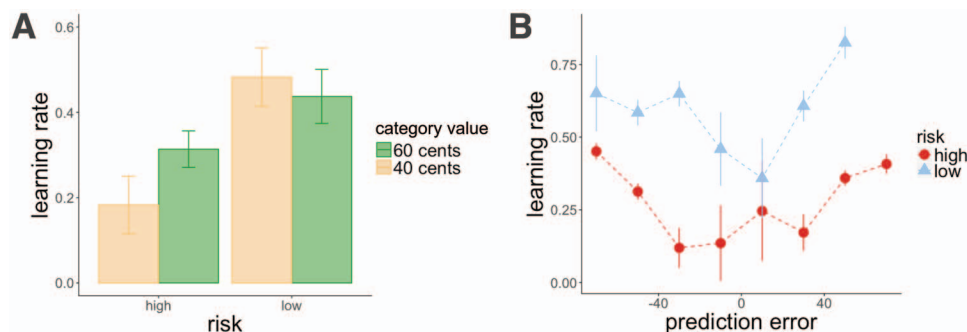 A
learning rate
0.6
0.4
0.2
0.0
high
low
risk
category value
60 cents
40 cents
B
learning rate
0.75
0.50
0.25
0.00
-40
0
40
prediction error
risk
high
low